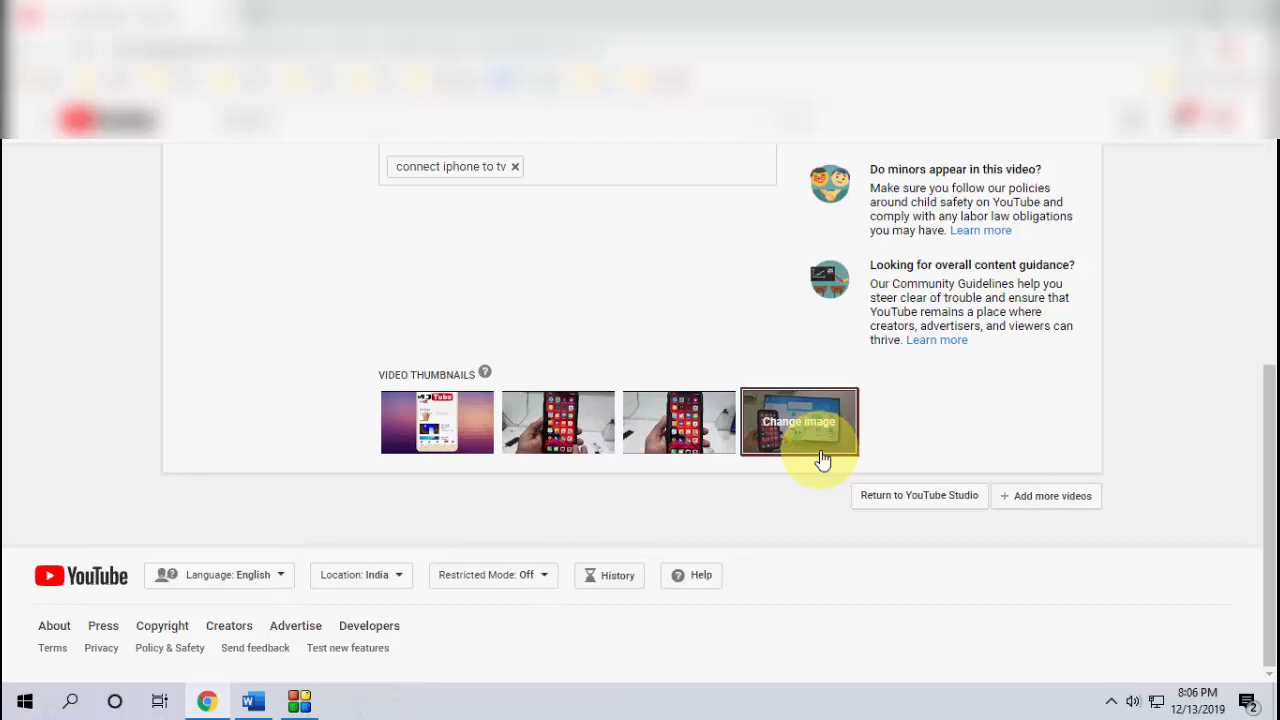 connect iphone to tv
Do minors appear in this video?
Make sure you follow our policies
around child safety on YouTube and
comply with any labor law obligations
you may have. Learn more
Looking for overall content guidance?
Our Community Guidelines help you
steer clear of trouble and ensure that
YouTube remains a place where
creators, advertisers, and viewers can
thrive. Learn more
VIDEO THUMBNAILS ?
Change image
Return to YouTube Studio
+ Add more videos
YouTube
Language: English
Location: India
Restricted Mode: Off
History
Help
About Press Copyright Creators Advertise Developers
Terms Privacy Policy & Safety Send feedback Test new features
8:06 PM
12/13/2019
2